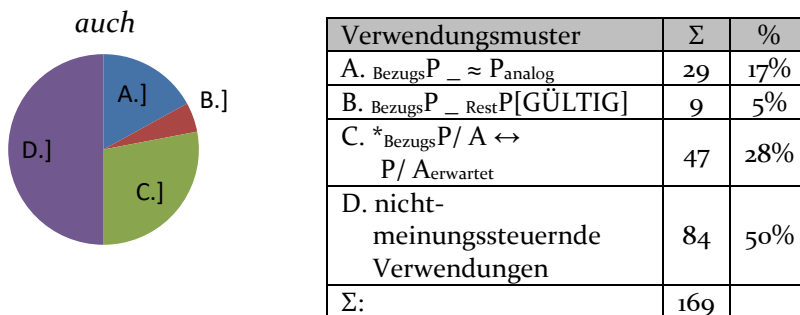 auch
A.]
B.]
C.]
D.]
Verwendungsmuster Σ %
A. BezugsP _ ≈ Panalog 29 17%
B. BezugsP _ RestP[GÜLTIG] 9 5%
C. *BezugsP/ A ↔
P/ Aerwartet 47 28%
D. nicht-
meinungssteuernde 84 50%
Verwendungen
Σ: 169